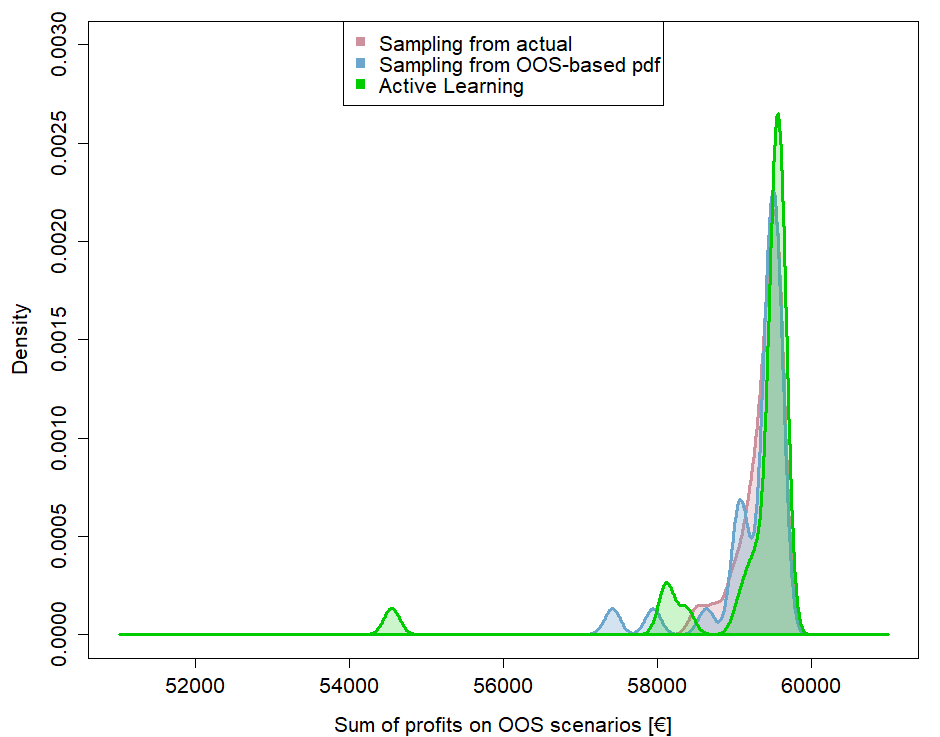 Sampling from actual
Sampling from OOS-based pdf
Active Learning
Density
0.0030
0.0025
0.0020
0.0015
0.0010
0.0005
0.0000
52000 54000 56000 58000 60000
Sum of profits on OOS scenarios [€]